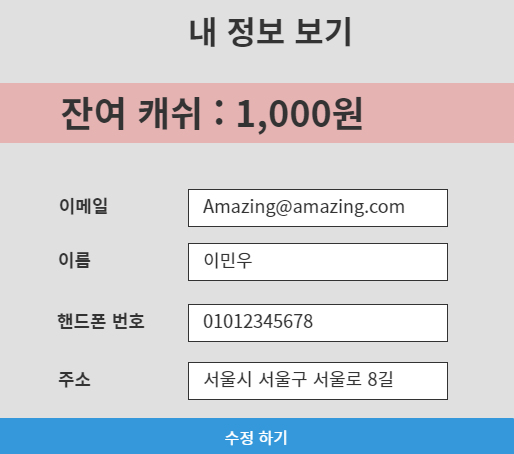 내 정보 보기
잔여 캐쉬 : 1,000원
이메일 Amazing@amazing.com
이름 이민우
핸드폰 번호 01012345678
주소 서울시 서울구 서울로 8길
수정 하기